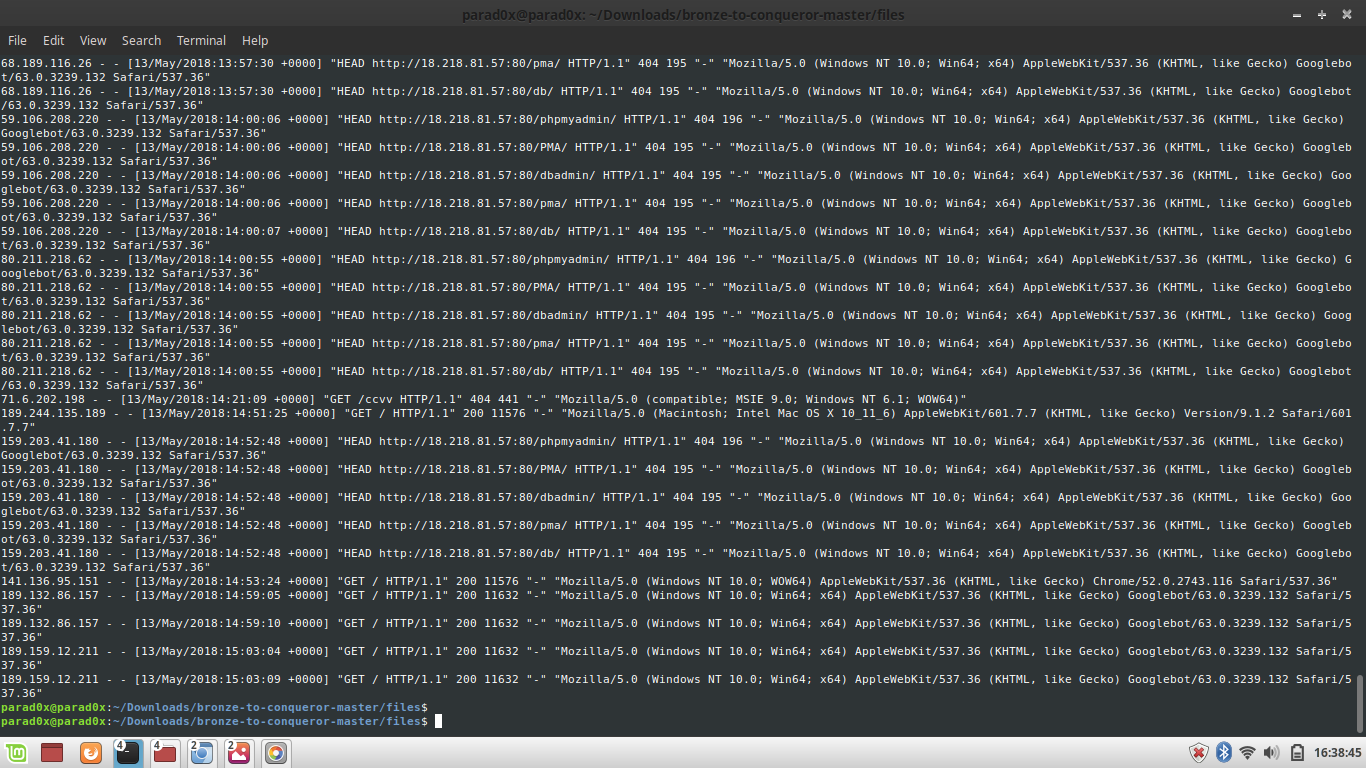 parad0x@parad0x: ~/Downloads/bronze-to-conqueror-master/files
File Edit View Search Terminal Help
68.189.116.26 - - [13/May/2018:13:57:30 +0000] "HEAD http://18.218.81.57:80/pma/ HTTP/1.1" 404 195 "-" "Mozilla/5.0 (Windows NT 10.0; Win64; x64) AppleWebKit/537.36 (KHTML, like Gecko) Googlebo
t/63.0.3239.132 Safari/537.36"
68.189.116.26 - - [13/May/2018:13:57:30 +0000] "HEAD http://18.218.81.57:80/db/ HTTP/1.1" 404 195 "-" "Mozilla/5.0 (Windows NT 10.0; Win64; x64) AppleWebKit/537.36 (KHTML, like Gecko) Googlebot
/63.0.3239.132 Safari/537.36"
59.106.208.220 - - [13/May/2018:14:00:06 +0000] "HEAD http://18.218.81.57:80/phpmyadmin/ HTTP/1.1" 404 196 "-" "Mozilla/5.0 (Windows NT 10.0; Win64; x64) AppleWebKit/537.36 (KHTML, like Gecko)
Googlebot/63.0.3239.132 Safari/537.36"
59.106.208.220 - - [13/May/2018:14:00:06 +0000] "HEAD http://18.218.81.57:80/PMA/ HTTP/1.1" 404 195 "-" "Mozilla/5.0 (Windows NT 10.0; Win64; x64) AppleWebKit/537.36 (KHTML, like Gecko) Googleb
ot/63.0.3239.132 Safari/537.36"
59.106.208.220 - - [13/May/2018:14:00:06 +0000] "HEAD http://18.218.81.57:80/dbadmin/ HTTP/1.1" 404 195 "-" "Mozilla/5.0 (Windows NT 10.0; Win64; x64) AppleWebKit/537.36 (KHTML, like Gecko) Goo
glebot/63.0.3239.132 Safari/537.36"
59.106.208.220 - - [13/May/2018:14:00:06 +0000] "HEAD http://18.218.81.57:80/pma/ HTTP/1.1" 404 195 "-" "Mozilla/5.0 (Windows NT 10.0; Win64; x64) AppleWebKit/537.36 (KHTML, like Gecko) Googleb
ot/63.0.3239.132 Safari/537.36"
59.106.208.220 - - [13/May/2018:14:00:07 +0000] "HEAD http://18.218.81.57:80/db/ HTTP/1.1" 404 195 "-" "Mozilla/5.0 (Windows NT 10.0; Win64; x64) AppleWebKit/537.36 (KHTML, like Gecko) Googlebo
t/63.0.3239.132 Safari/537.36"
80.211.218.62 - - [13/May/2018:14:00:55 +0000] "HEAD http://18.218.81.57:80/phpmyadmin/ HTTP/1.1" 404 196 "-" "Mozilla/5.0 (Windows NT 10.0; Win64; x64) AppleWebKit/537.36 (KHTML, like Gecko) G
ooglebot/63.0.3239.132 Safari/537.36"
80.211.218.62 - - [13/May/2018:14:00:55 +0000] "HEAD http://18.218.81.57:80/PMA/ HTTP/1.1" 404 195 "-" "Mozilla/5.0 (Windows NT 10.0; Win64; x64) AppleWebKit/537.36 (KHTML, like Gecko) Googlebo
t/63.0.3239.132 Safari/537.36"
80.211.218.62 - - [13/May/2018:14:00:55 +0000] "HEAD http://18.218.81.57:80/dbadmin/ HTTP/1.1" 404 195 "-" "Mozilla/5.0 (Windows NT 10.0; Win64; x64) AppleWebKit/537.36 (KHTML, like Gecko) Goog
lebot/63.0.3239.132 Safari/537.36"
80.211.218.62 - - [13/May/2018:14:00:55 +0000] "HEAD http://18.218.81.57:80/pma/ HTTP/1.1" 404 195 "-" "Mozilla/5.0 (Windows NT 10.0; Win64; x64) AppleWebKit/537.36 (KHTML, like Gecko) Googlebo
t/63.0.3239.132 Safari/537.36"
80.211.218.62 - - [13/May/2018:14:00:55 +0000] "HEAD http://18.218.81.57:80/db/ HTTP/1.1" 404 195 "-" "Mozilla/5.0 (Windows NT 10.0; Win64; x64) AppleWebKit/537.36 (KHTML, like Gecko) Googlebot
/63.0.3239.132 Safari/537.36"
71.6.202.198 - - [13/May/2018:14:21:09 +0000] "GET /ccvv HTTP/1.1" 404 441 "-" "Mozilla/5.0 (compatible; MSIE 9.0; Windows NT 6.1; WOW64)"
189.244.135.189 - - [13/May/2018:14:51:25 +0000] "GET / HTTP/1.1" 200 11576 "-" "Mozilla/5.0 (Macintosh; Intel Mac OS X 10_11_6) AppleWebKit/601.7.7 (KHTML, like Gecko) Version/9.1.2 Safari/601
.7.7"
159.203.41.180 - - [13/May/2018:14:52:48 +0000] "HEAD http://18.218.81.57:80/phpmyadmin/ HTTP/1.1" 404 196 "-" "Mozilla/5.0 (Windows NT 10.0; Win64; x64) AppleWebKit/537.36 (KHTML, like Gecko)
Googlebot/63.0.3239.132 Safari/537.36"
159.203.41.180 - - [13/May/2018:14:52:48 +0000] "HEAD http://18.218.81.57:80/PMA/ HTTP/1.1" 404 195 "-" "Mozilla/5.0 (Windows NT 10.0; Win64; x64) AppleWebKit/537.36 (KHTML, like Gecko) Googleb
ot/63.0.3239.132 Safari/537.36"
159.203.41.180 - - [13/May/2018:14:52:48 +0000] "HEAD http://18.218.81.57:80/dbadmin/ HTTP/1.1" 404 195 "-" "Mozilla/5.0 (Windows NT 10.0; Win64; x64) AppleWebKit/537.36 (KHTML, like Gecko) Goo
glebot/63.0.3239.132 Safari/537.36"
159.203.41.180 - - [13/May/2018:14:52:48 +0000] "HEAD http://18.218.81.57:80/pma/ HTTP/1.1" 404 195 "-" "Mozilla/5.0 (Windows NT 10.0; Win64; x64) AppleWebKit/537.36 (KHTML, like Gecko) Googleb
ot/63.0.3239.132 Safari/537.36"
159.203.41.180 - - [13/May/2018:14:52:48 +0000] "HEAD http://18.218.81.57:80/db/ HTTP/1.1" 404 195 "-" "Mozilla/5.0 (Windows NT 10.0; Win64; x64) AppleWebKit/537.36 (KHTML, like Gecko) Googlebo
t/63.0.3239.132 Safari/537.36"
141.136.95.151 - - [13/May/2018:14:53:24 +0000] "GET / HTTP/1.1" 200 11576 "-" "Mozilla/5.0 (Windows NT 10.0; WOW64) AppleWebKit/537.36 (KHTML, like Gecko) Chrome/52.0.2743.116 Safari/537.36"
189.132.86.157 - - [13/May/2018:14:59:05 +0000] "GET / HTTP/1.1" 200 11632 "-" "Mozilla/5.0 (Windows NT 10.0; Win64; x64) AppleWebKit/537.36 (KHTML, like Gecko) Googlebot/63.0.3239.132 Safari/5
37.36"
189.132.86.157 - - [13/May/2018:14:59:10 +0000] "GET / HTTP/1.1" 200 11632 "-" "Mozilla/5.0 (Windows NT 10.0; Win64; x64) AppleWebKit/537.36 (KHTML, like Gecko) Googlebot/63.0.3239.132 Safari/5
37.36"
189.159.12.211 - - [13/May/2018:15:03:04 +0000] "GET / HTTP/1.1" 200 11632 "-" "Mozilla/5.0 (Windows NT 10.0; Win64; x64) AppleWebKit/537.36 (KHTML, like Gecko) Googlebot/63.0.3239.132 Safari/5
37.36"
189.159.12.211 - - [13/May/2018:15:03:09 +0000] "GET / HTTP/1.1" 200 11632 "-" "Mozilla/5.0 (Windows NT 10.0; Win64; x64) AppleWebKit/537.36 (KHTML, like Gecko) Googlebot/63.0.3239.132 Safari/5
37.36"
parad0x@parad0x:~/Downloads/bronze-to-conqueror-master/files$
parad0x@parad0x:~/Downloads/bronze-to-conqueror-master/files$
4 4 2 2 16:38:45